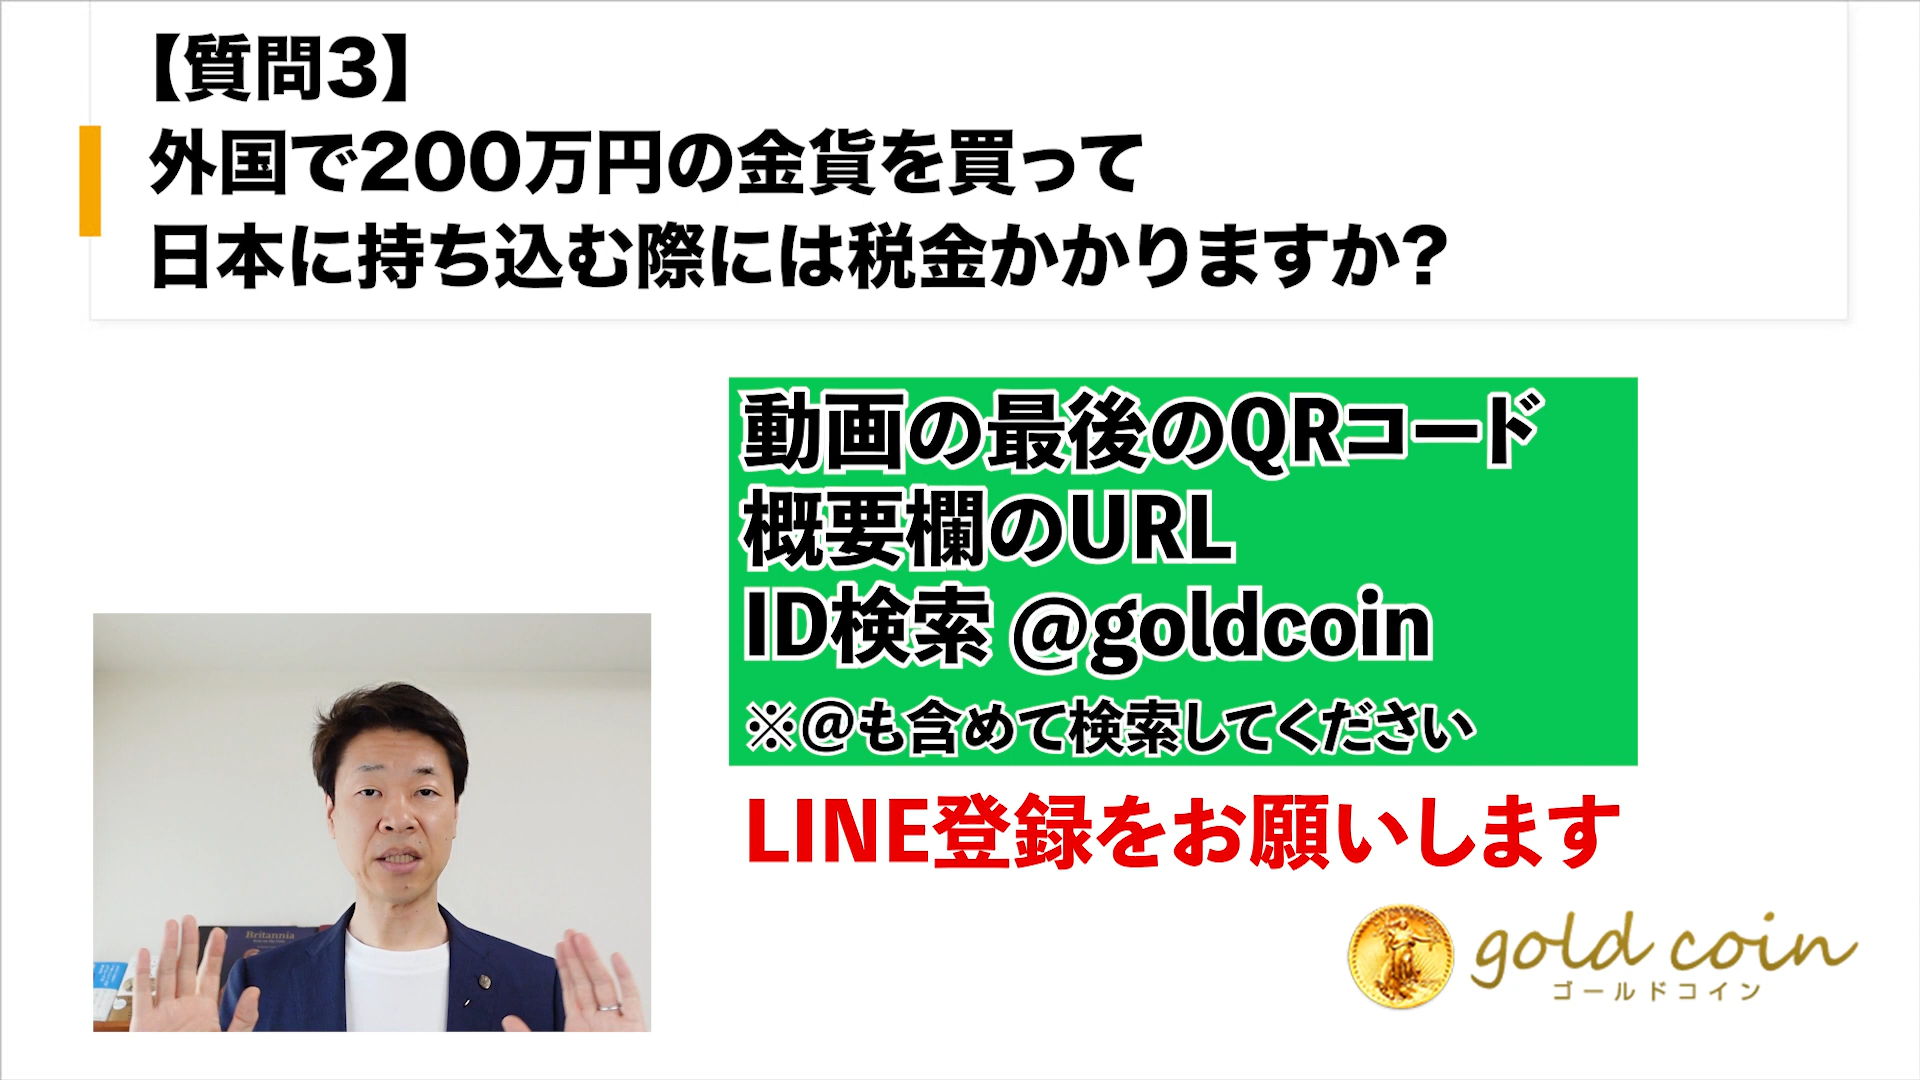 【質問3】
外国で200万円の金貨を買って
日本に持ち込む際には税金かかりますか?
動画の最後のQRコード
概要欄のURL
ID検索 @goldcoin
※@も含めて検索してください
LINE登録をお願いします
Britannia
gold coin
ゴールドコイン